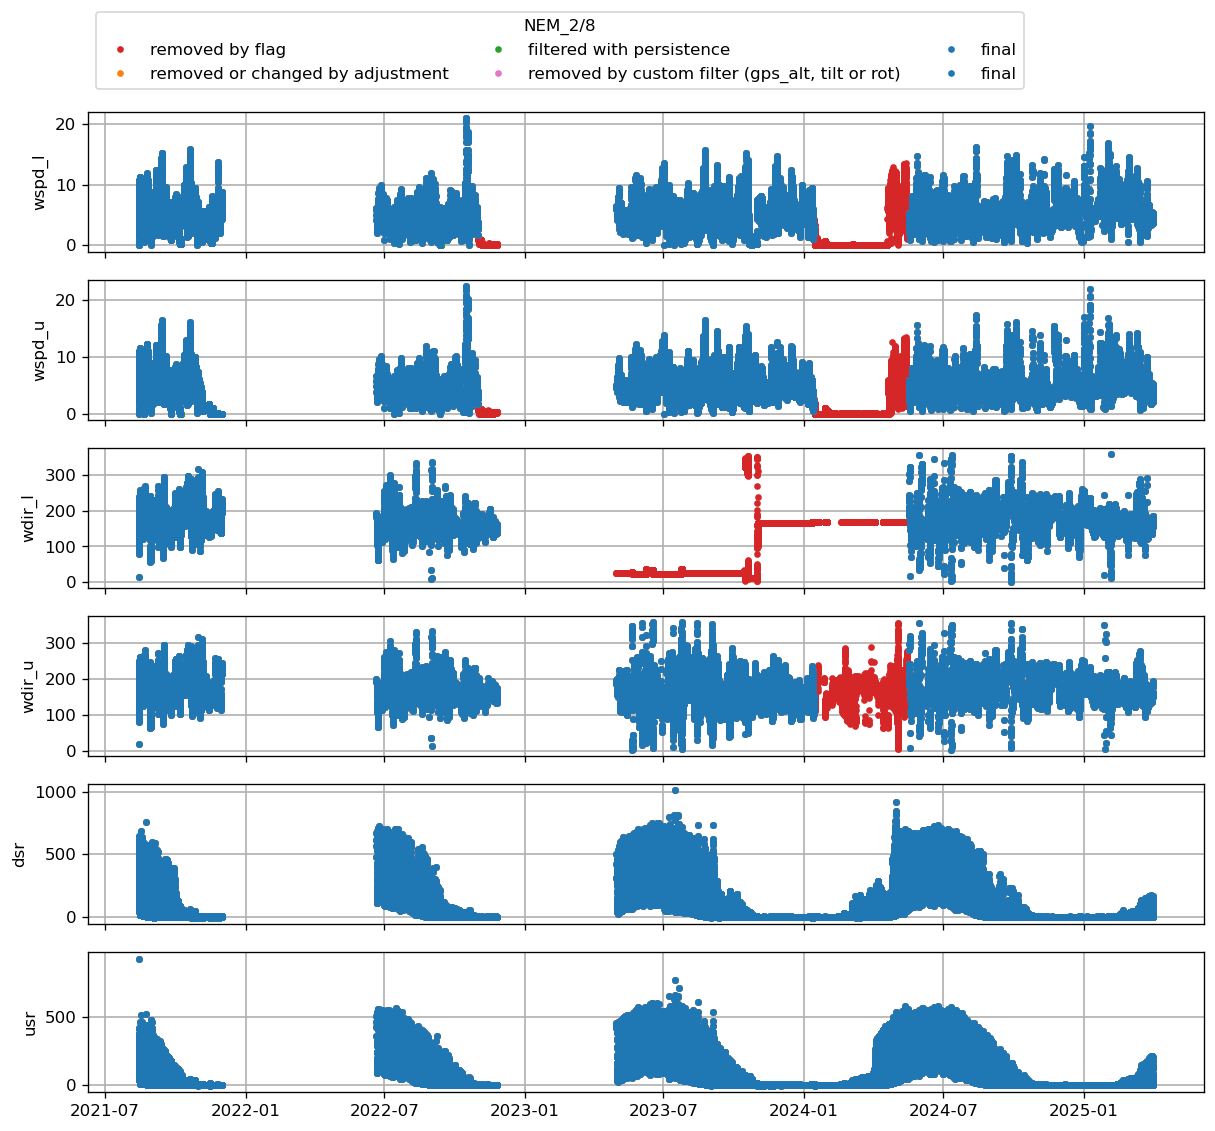 NEM_2/8
removed by flag
filtered with persistence
final
removed or changed by adjustment
removed by custom filter (gps_alt, tilt or rot)
final
20
10
0
wspd_l
20
10
0
wspd_u
300
200
100
0
wdir_l
300
200
100
0
wdir_u
1000
500
0
dsr
500
0
usr
2021-07
2022-01
2022-07
2023-01
2023-07
2024-01
2024-07
2025-01